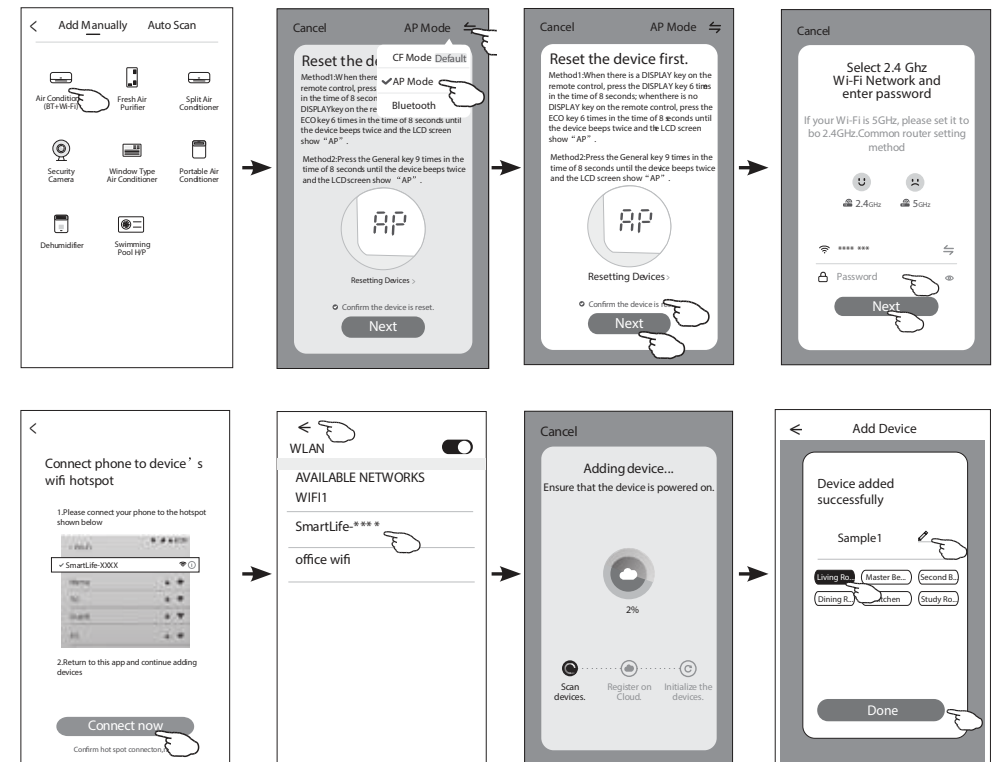 Add Manually
Auto Scan
Air Condition
(BT+Wi-Fi)
Fresh Air
Purifier
Split Air
Conditioner
Security
Camera
Window Type
Air Conditioner
Portable Air
Conditioner
Dehumidifier
Swimming
Pool H/P
Cancel
AP Mode
CF Mode Default
AP Mode
Bluetooth
Reset the de
Method1:When there
remote control, press
in the time of 8 secon
DISPLAYkey on the re
ECO key 6 times in the time of 8 seconds until
the device beeps twice and the LCD screen
show “AP” .
Method2:Press the General key 9 times in the
time of 8 seconds until the device beeps twice
and the LCDscreen show “AP” .
AP
Resetting Devices >
Confirm the device is reset.
Next
Cancel
AP Mode
Reset the device first.
Method1:When there is a DISPLAY key on the
remote control, press the DISPLAY key 6 times
in the time of 8 seconds; whenthere is no
DISPLAY key on the remote control, press the
ECO key 6 times in the time of 8 seconds until
the device beeps twice and the LCD screen
show “AP” .
Method2:Press the General key 9 times in the
time of 8 seconds until the device beeps twice
and the LCD screen show “AP” .
AP
Resetting Devices >
Confirm the device is
Next
Cancel
Select 2.4 Ghz
Wi-Fi Network and
enter password
If your Wi-Fi is 5GHz, please set it to
bo 2.4GHz.Common router setting
method
2.4GHz
5GHz
**** ***
Password
Next
Connect phone to device’ s
wifi hotspot
1.Please connect your phone to the hotspot
shown below
SmartLife-XXXX
2.Return to this app and continue adding
devices
Connect now
Confirm hot spot connecton,
WLAN
AVAILABLE NETWORKS
WIFI1
SmartLife-****
office wifi
Cancel
Adding device...
Ensure that the device is powered on.
2%
Scan
devices.
Register on
Cloud.
Initialize the
devices.
Add Device
Device added
successfully
Sample1
Living Ro..
Master Be...
Second B..
Dining R..
tchen
Study Ro..
Done